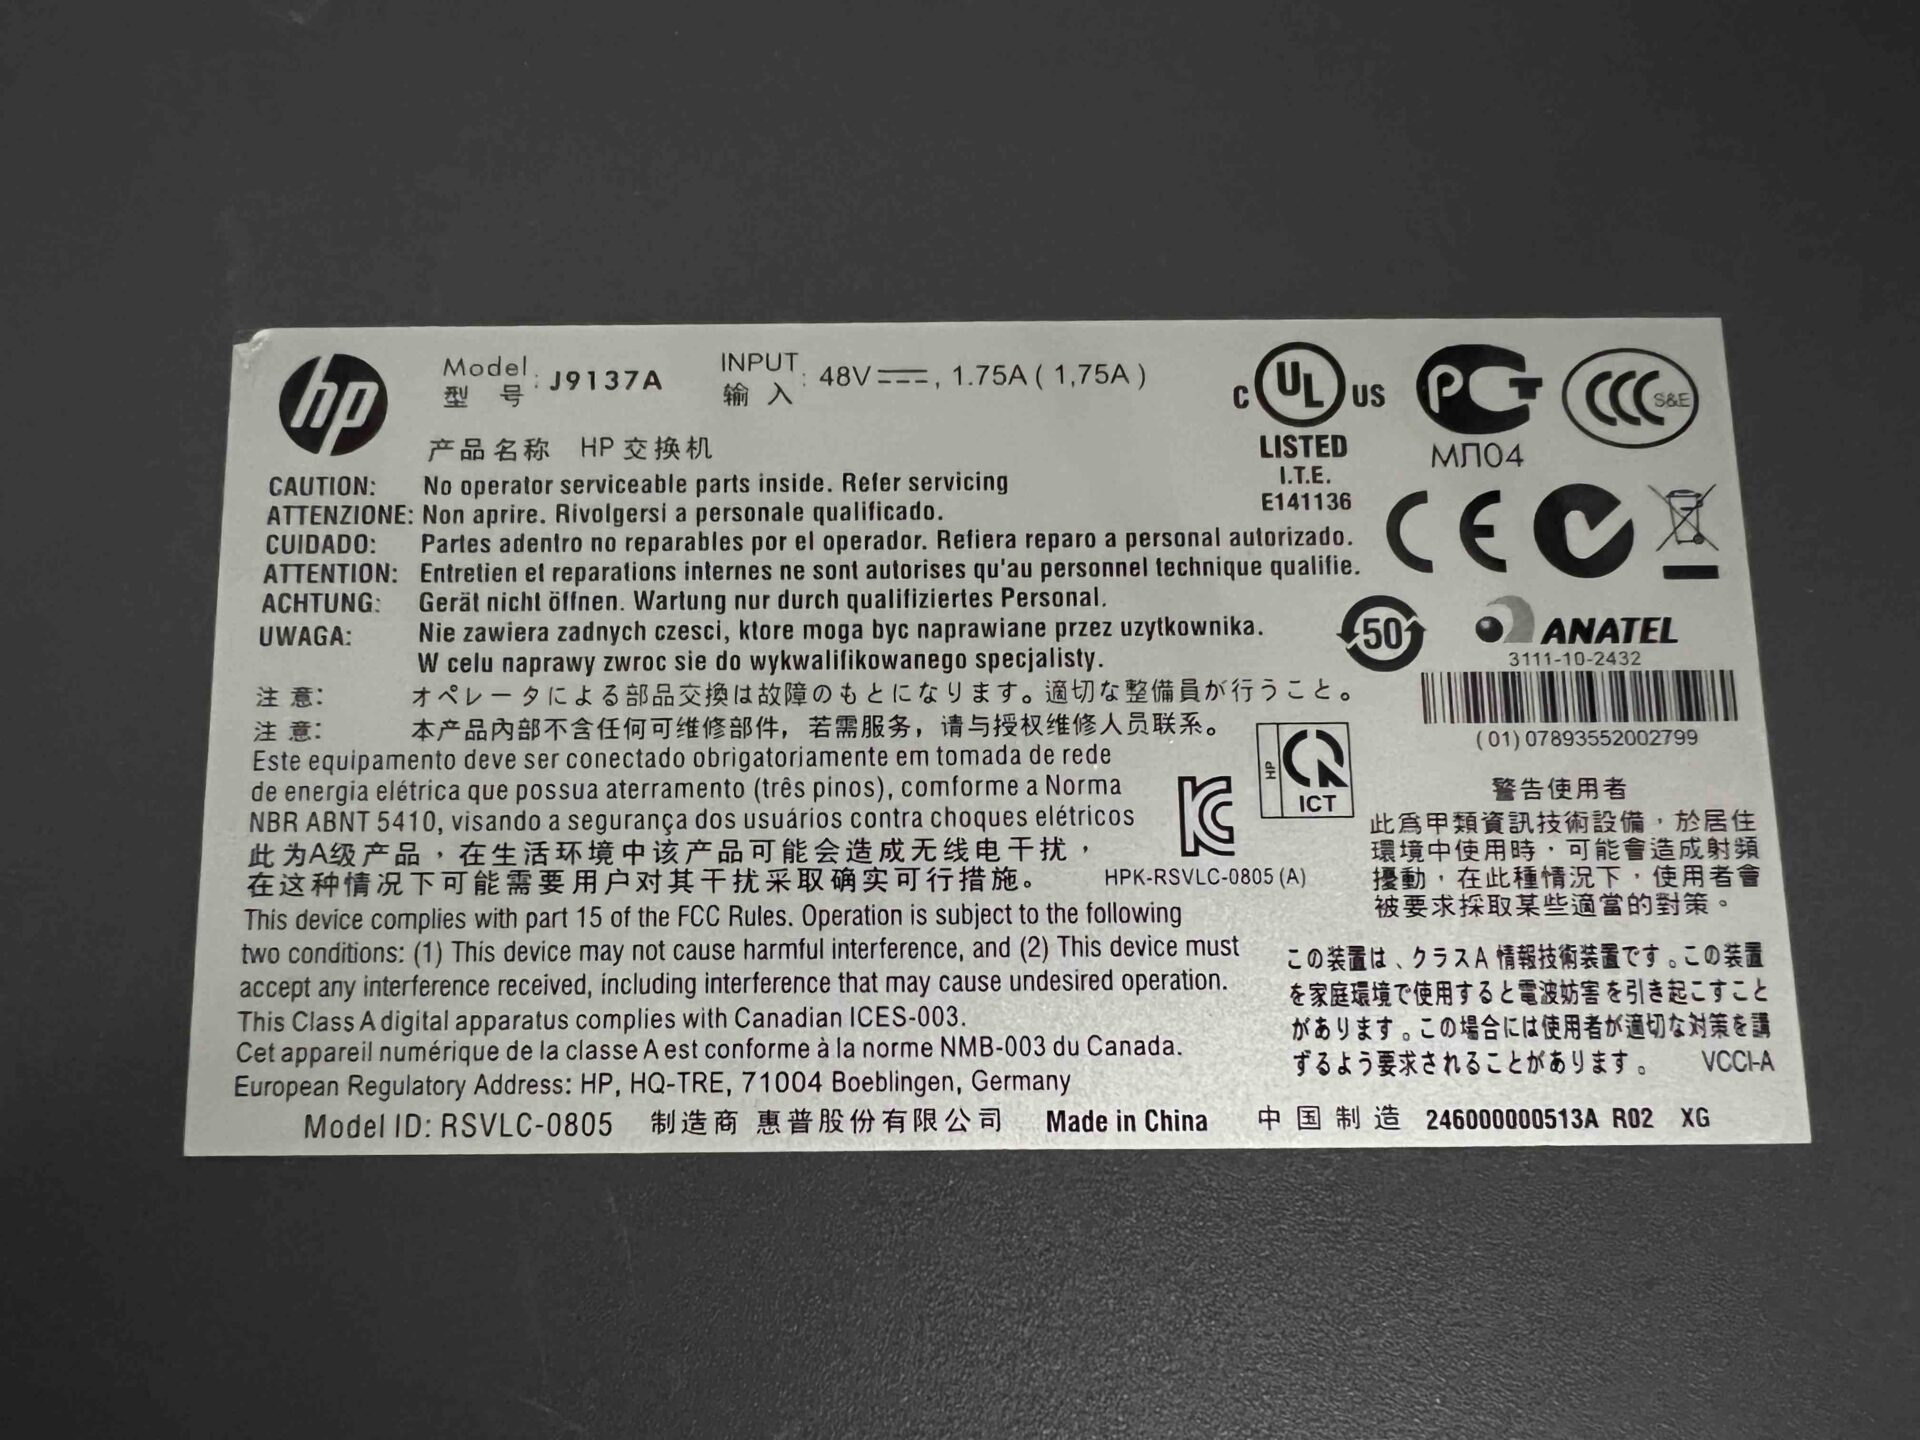 hp
Model : J9137A
型 号
INPUT : 48V , 1.75A ( 1,75A )
输 入
产品名称 HP 交换机
CAUTION: No operator serviceable parts inside. Refer servicing
ATTENZIONE: Non aprire. Rivolgersi a personale qualificado.
CUIDADO: Partes adentro no reparables por el operador. Refiera reparo a personal autorizado.
ATTENTION: Entretien et reparations internes ne sont autorises qu'au personnel technique qualifie.
ACHTUNG: Gerät nicht öffnen. Wartung nur durch qualifiziertes Personal.
UWAGA: Nie zawiera zadnych czesci, ktore moga byc naprawiane przez uzytkownika.
W celu naprawy zwroc sie do wykwalifikowanego specjalisty.
注 意: オペレータによる部品交換は故障のもとになります。適切な整備員が行うこと。
注 意: 本产品内部不含任何可维修部件，若需服务，请与授权维修人员联系。
Este equipamento deve ser conectado obrigatoriamente em tomada de rede
de energia elétrica que possua aterramento (três pinos), comforme a Norma
NBR ABNT 5410, visando a segurança dos usuários contra choques elétricos
此为A级产品，在生活环境中该产品可能会造成无线电干扰，
在这种情况下可能需要用户对其干扰采取确实可行措施。
This device complies with part 15 of the FCC Rules. Operation is subject to the following
two conditions: (1) This device may not cause harmful interference, and (2) This device must
accept any interference received, including interference that may cause undesired operation.
This Class A digital apparatus complies with Canadian ICES-003.
Cet appareil numérique de la classe A est conforme à la norme NMB-003 du Canada.
European Regulatory Address: HP, HQ-TRE, 71004 Boeblingen, Germany
Model ID: RSVLC-0805 制造商 惠普股份有限公司 Made in China 中国制造 246000000513A R02 XG
C UL US
LISTED
I.T.E.
E141136
PCT
МЛ04
CCC S&E
CE
50
ANATEL
3111-10-2432
(01)07893552002799
HP
ICT
KC
HPK-RSVLC-0805 (A)
警告使用者
此為甲類資訊技術設備，於居住
環境中使用時，可能會造成射頻
擾動，在此種情況下，使用者會
被要求採取某些適當的對策。
この装置は、クラスA 情報技術装置です。この装置
を家庭環境で使用すると電波妨害を引き起こすこと
があります。この場合には使用者が適切な対策を講
ずるよう要求されることがあります。 VCCI-A